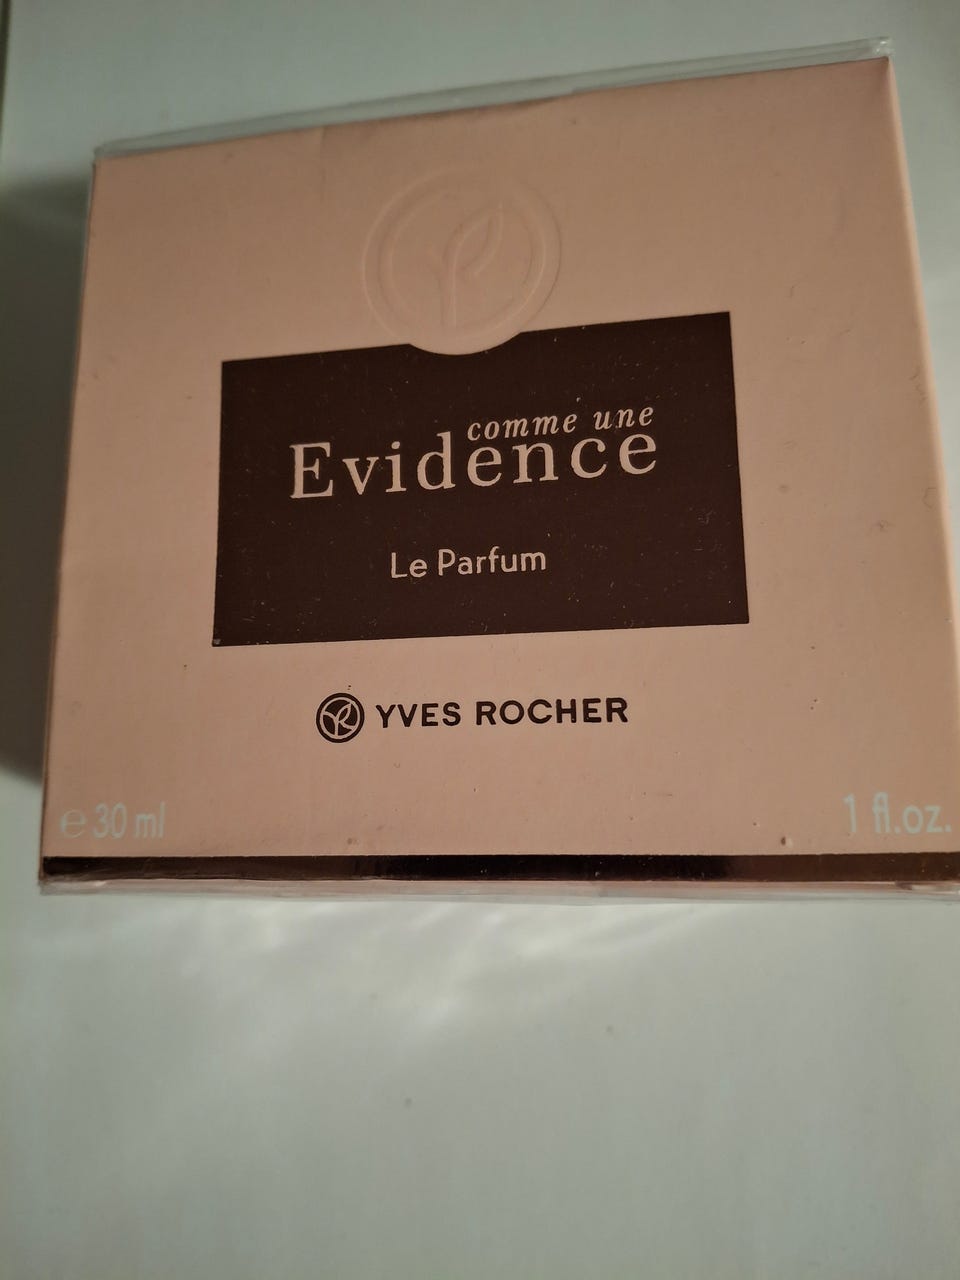 comme une
Evidence
Le Parfum
YVES ROCHER
℮ 30 ml
1 fl.oz.